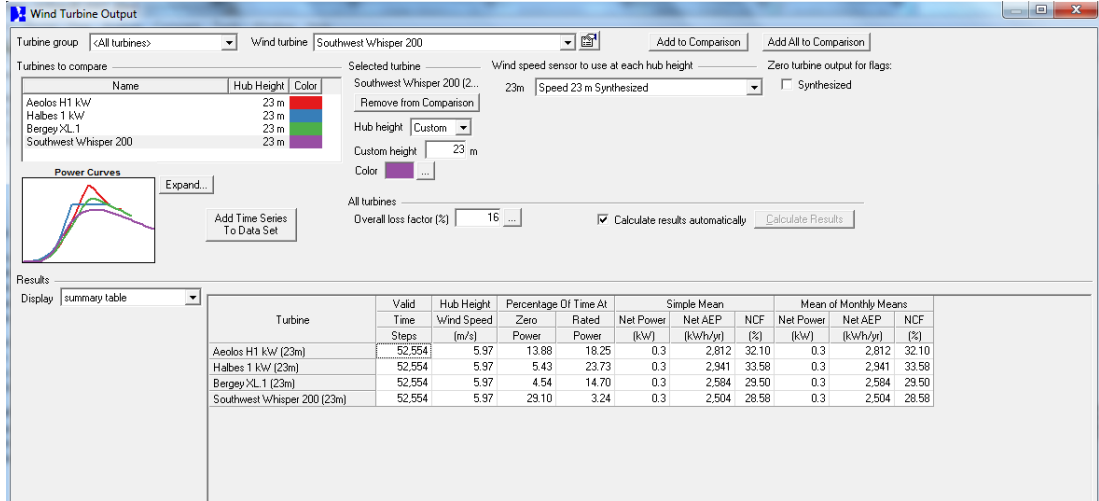 Wind Turbine Output
Turbine group <All turbines> Wind turbine Southwest Whisper 200 Add to Comparison Add All to Comparison
Turbines to compare
Name Hub Height Color
Aeolos H1 kW 23 m
Halbes 1 kW 23 m
Bergey XL.1 23 m
Southwest Whisper 200 23 m
Selected turbine
Southwest Whisper 200 (2...
Remove from Comparison
Hub height Custom
Custom height 23 m
Color ...
Wind speed sensor to use at each hub height
23m Speed 23 m Synthesized
Zero turbine output for flags:
Synthesized
Power Curves
Expand...
Add Time Series
To Data Set
All turbines
Overall loss factor (%) 16 ... Calculate results automatically Calculate Results
Results
Display summary table
Turbine Valid Time Steps Hub Height Wind Speed (m/s) Percentage Of Time At Zero Power Rated Power Simple Mean Net Power (kW) Net AEP (kWh/yr) NCF (%) Mean of Monthly Means Net Power (kW) Net AEP (kWh/yr) NCF (%)
Aeolos H1 kW (23m) 52,554 5.97 13.88 18.25 0.3 2,812 32.10 0.3 2,812 32.10
Halbes 1 kW (23m) 52,554 5.97 5.43 23.73 0.3 2,941 33.58 0.3 2,941 33.58
Bergey XL.1 (23m) 52,554 5.97 4.54 14.70 0.3 2,584 29.50 0.3 2,584 29.50
Southwest Whisper 200 (23m) 52,554 5.97 29.10 3.24 0.3 2,504 28.58 0.3 2,504 28.58